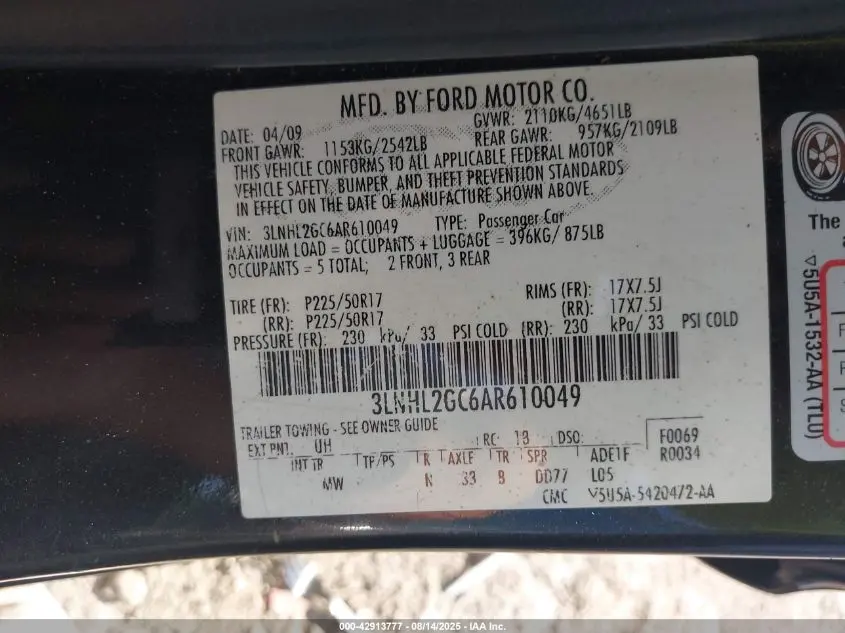 MFD. BY FORD MOTOR CO.
DATE: 04/09 GVWR: 2110KG/4651LB
FRONT GAWR: 1153KG/2542LB REAR GAWR: 957KG/2109LB
THIS VEHICLE CONFORMS TO ALL APPLICABLE FEDERAL MOTOR
VEHICLE SAFETY, BUMPER, AND THEFT PREVENTION STANDARDS
IN EFFECT ON THE DATE OF MANUFACTURE SHOWN ABOVE.
VIN: 3LNHL2GC6AR610049 TYPE: Passenger Car
MAXIMUM LOAD = OCCUPANTS + LUGGAGE = 396KG/ 875LB
OCCUPANTS = 5 TOTAL; 2 FRONT, 3 REAR
TIRE (FR): P225/50R17 RIMS (FR): 17X7.5J
(RR): P225/50R17 (RR): 17X7.5J
PRESSURE (FR): 230 kPa/ 33 PSI COLD (RR): 230 kPa/ 33 PSI COLD
3LNHL2GC6AR610049
TRAILER TOWING - SEE OWNER GUIDE
EXT PNT: UH RC: 13 DSO: F0069
INT TR TP/PS R AXLE TR SPR ADE1F R0034
MW N 33 B DD77 L05
CMC V5U5A-5420472-AA
The
▽5U5A-1532-AA (TLU)
000-42913777 - 08/14/2025 - IAA Inc.